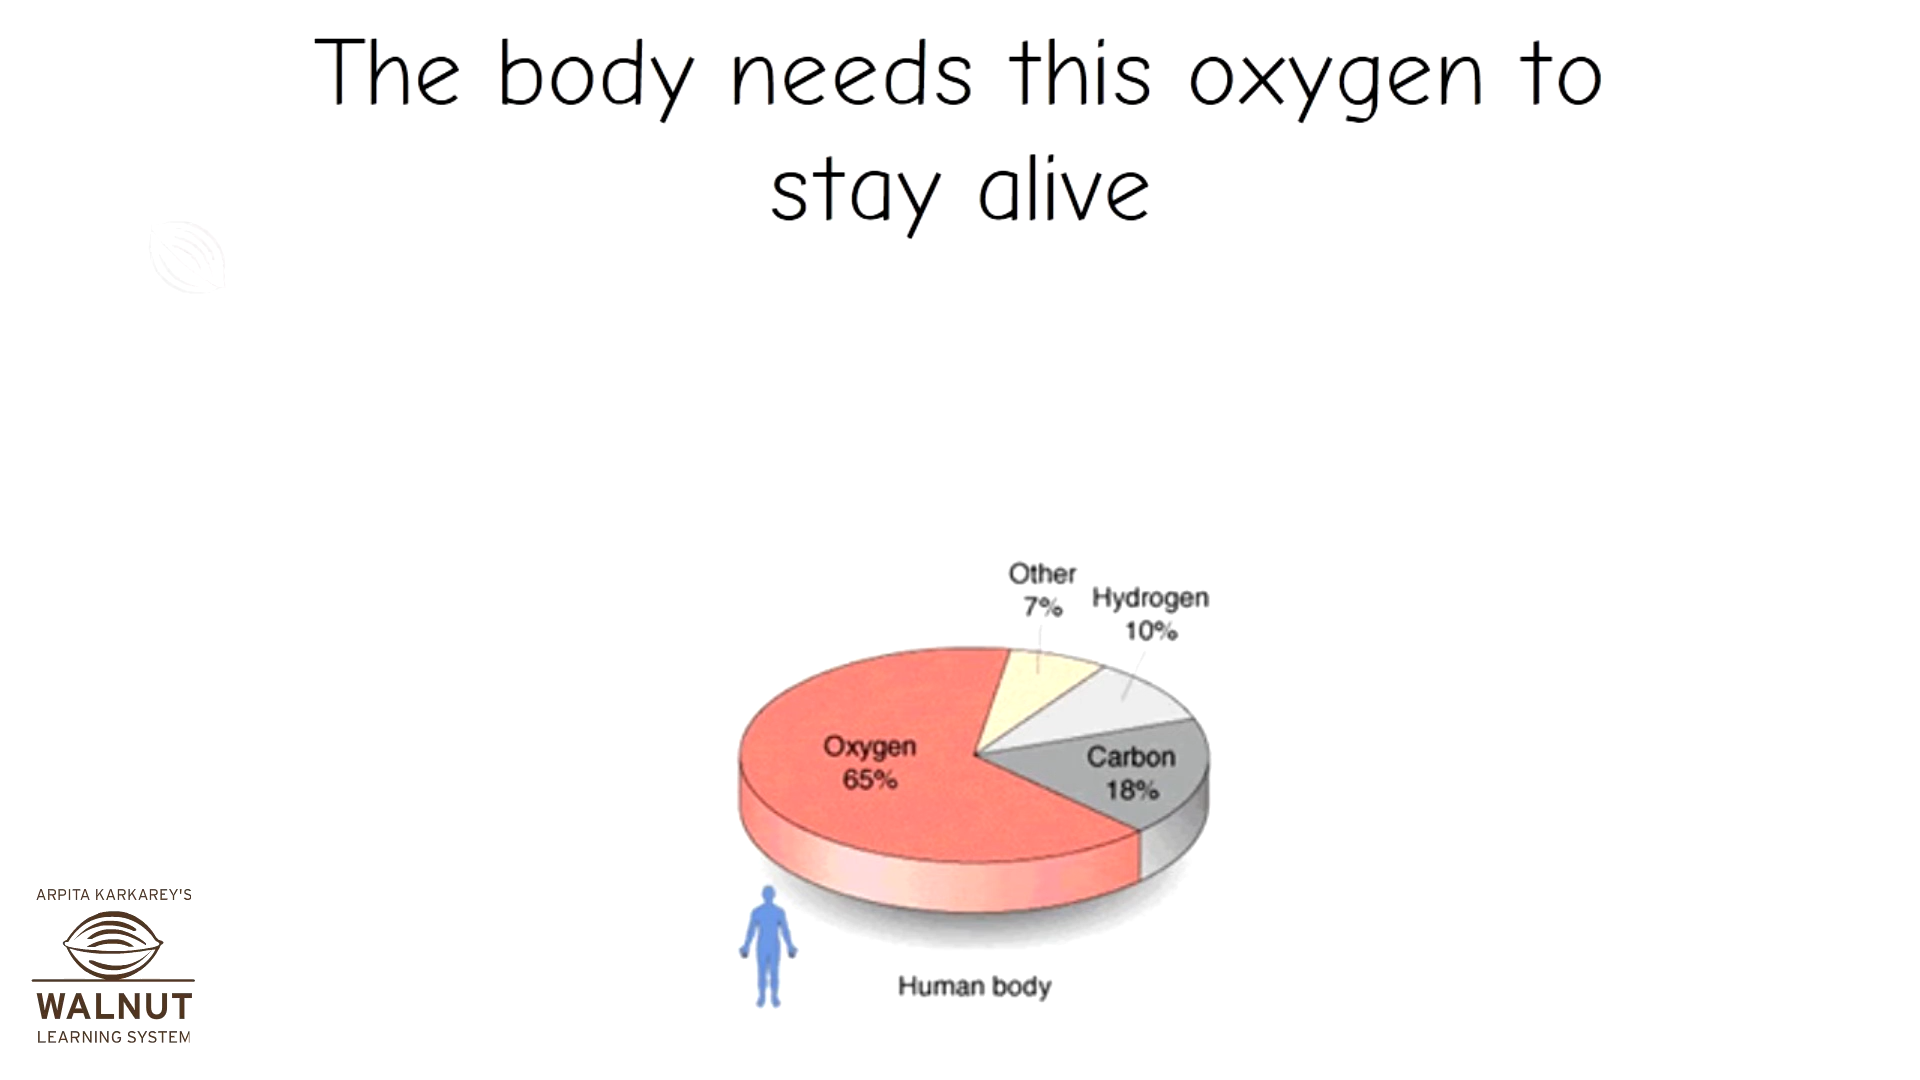 The body needs this oxygen to
stay alive
Other
7%
Hydrogen
10%
Oxygen
65%
Carbon
18%
Human body
ARPITA KARKAREY'S
WALNUT
LEARNING SYSTEM